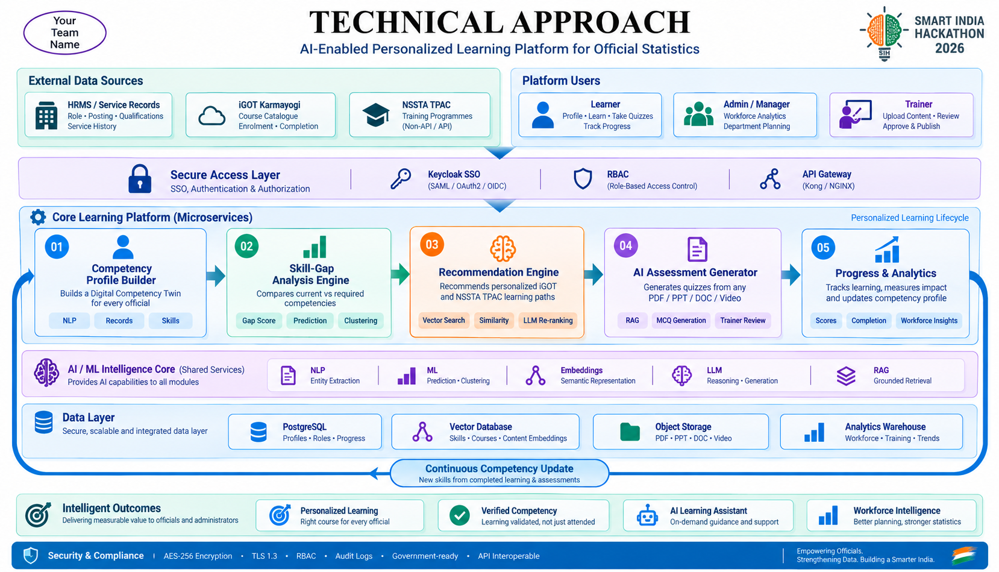 Your
Team
Name
TECHNICAL APPROACH
AI-Enabled Personalized Learning Platform for Official Statistics
SIH
SMART INDIA
HACKATHON
2026
External Data Sources
HRMS / Service Records
Role • Posting • Qualifications
Service History
iGOT Karmayogi
Course Catalogue
Enrolment • Completion
NSSTA TPAC
Training Programmes
(Non-API / API)
Platform Users
Learner
Profile • Learn • Take Quizzes
Track Progress
Admin / Manager
Workforce Analytics
Department Planning
Trainer
Upload Content • Review
Approve & Publish
Secure Access Layer
SSO, Authentication & Authorization
Keycloak SSO
(SAML / OAuth2 / OIDC)
RBAC
(Role-Based Access Control)
API Gateway
(Kong / NGINX)
Core Learning Platform (Microservices)
Personalized Learning Lifecycle
01
Competency
Profile Builder
Builds a Digital Competency Twin
for every official
NLP
Records
Skills
02
Skill-Gap
Analysis Engine
Compares current vs required
competencies
Gap Score
Prediction
Clustering
03
Recommendation Engine
Recommends personalized iGOT
and NSSTA TPAC learning paths
Vector Search
Similarity
LLM Re-ranking
04
AI Assessment Generator
Generates quizzes from any
PDF / PPT / DOC / Video
RAG
MCQ Generation
Trainer Review
05
Progress & Analytics
Tracks learning, measures impact
and updates competency profile
Scores
Completion
Workforce Insights
AI / ML Intelligence Core (Shared Services)
Provides AI capabilities to all modules
NLP
Entity Extraction
ML
Prediction • Clustering
Embeddings
Semantic Representation
LLM
Reasoning • Generation
RAG
Grounded Retrieval
Data Layer
Secure, scalable and integrated data layer
PostgreSQL
Profiles • Roles • Progress
Vector Database
Skills • Courses • Content Embeddings
Object Storage
PDF • PPT • DOC • Video
Analytics Warehouse
Workforce • Training • Trends
Continuous Competency Update
New skills from completed learning & assessments
Intelligent Outcomes
Delivering measurable value to officials and administrators
Personalized Learning
Right course for every official
Verified Competency
Learning validated, not just attended
AI Learning Assistant
On-demand guidance and support
Workforce Intelligence
Better planning, stronger statistics
Security & Compliance | AES-256 Encryption • TLS 1.3 • RBAC • Audit Logs • Government-ready • API Interoperable
Empowering Officials.
Strengthening Data. Building a Smarter India.